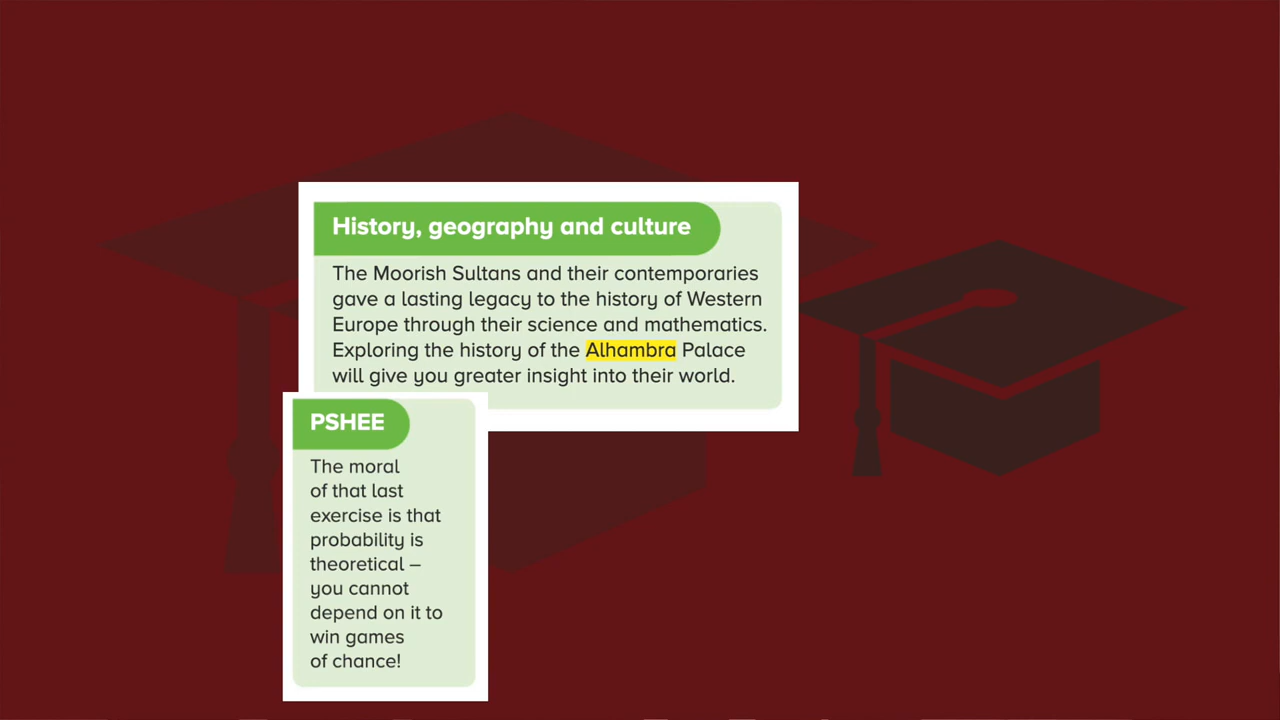 History, geography and culture
The Moorish Sultans and their contemporaries
gave a lasting legacy to the history of Western
Europe through their science and mathematics.
Exploring the history of the Alhambra Palace
will give you greater insight into their world.
PSHEE
The moral
of that last
exercise is that
probability is
theoretical –
you cannot
depend on it to
win games
of chance!